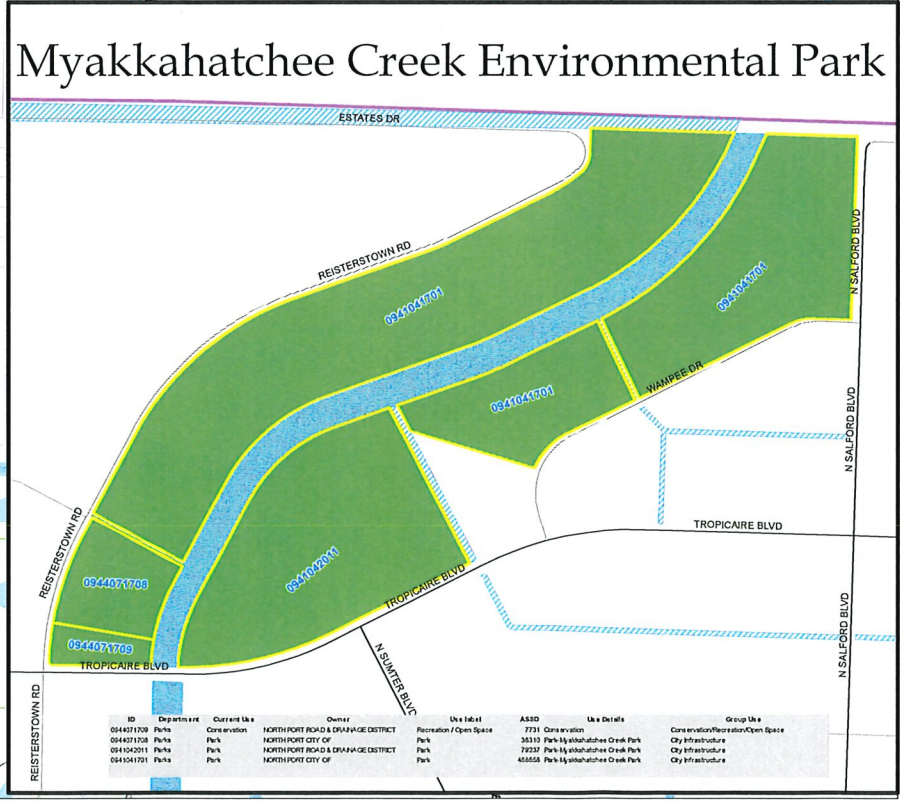 Myakkahatchee Creek Environmental Park
ESTATES DR
REISTERSTOWN RD
0941041701
0941041701
N SALFORD BLVD
0941041701
WAMPEE DR
N SALFORD BLVD
TROPICAIRE BLVD
REISTERSTOWN RD
0944071708
0941042011
TROPICAIRE BLVD
0944071709
TROPICAIRE BLVD
N SALFORD BLVD
N SUMTER BLVD
REISTERSTOWN RD
ID Department Current Use Owner Use label ASSD Use Details Group Use
0944071709 Parks Conservation NORTH PORT ROAD & DRAINAGE DISTRICT Recreation / Open Space 7731 Conservation Conservation/Recreation/Open Space
0944071708 Parks Park NORTH PORT CITY OF Park Park-Myakkahatchee Creek Park City Infrastructure
0941042011 Parks Park NORTH PORT ROAD & DRAINAGE DISTRICT Park 79237 Park-Myakkahatchee Creek Park City Infrastructure
0941041701 Parks Park NORTH PORT CITY OF Park Park-Myakkahatchee Creek Park City Infrastructure